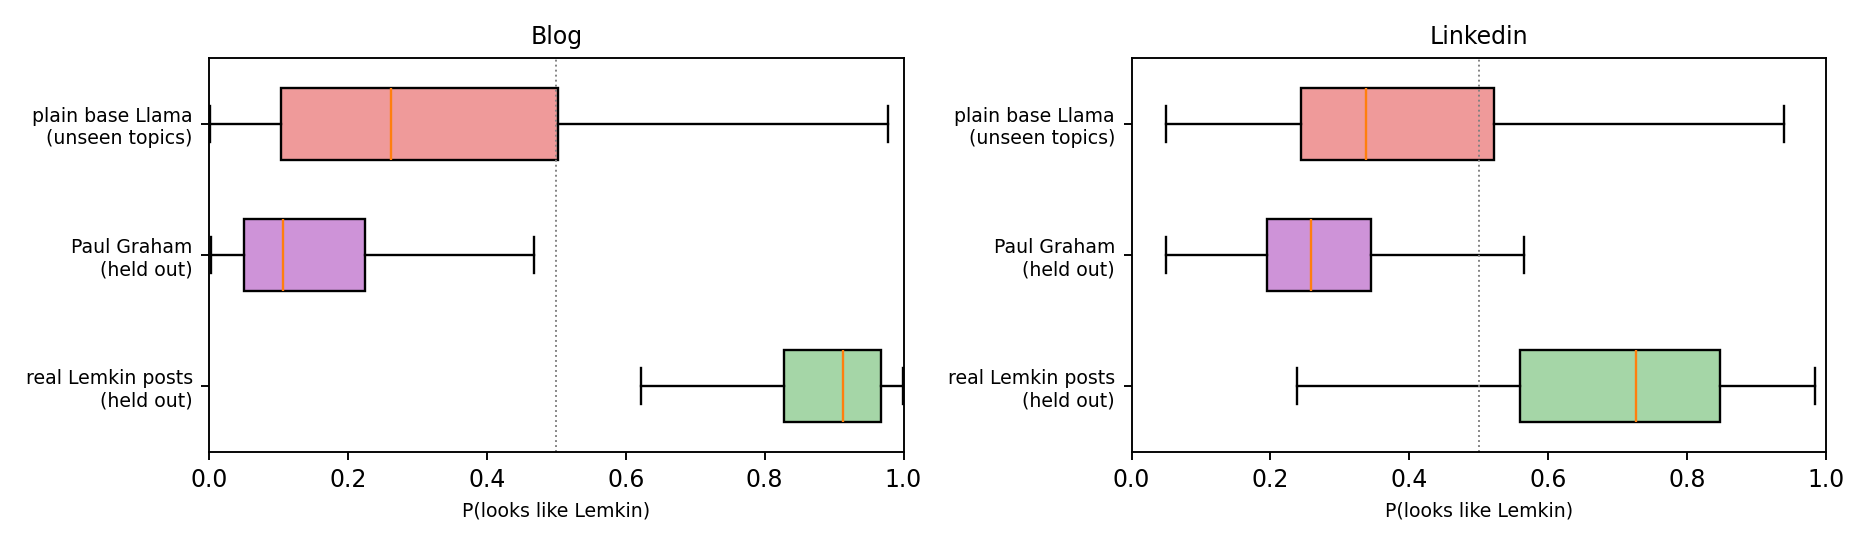 Blog
plain base Llama
(unseen topics)
Paul Graham
(held out)
real Lemkin posts
(held out)
0.0 0.2 0.4 0.6 0.8 1.0
P(looks like Lemkin)
Linkedin
plain base Llama
(unseen topics)
Paul Graham
(held out)
real Lemkin posts
(held out)
0.0 0.2 0.4 0.6 0.8 1.0
P(looks like Lemkin)